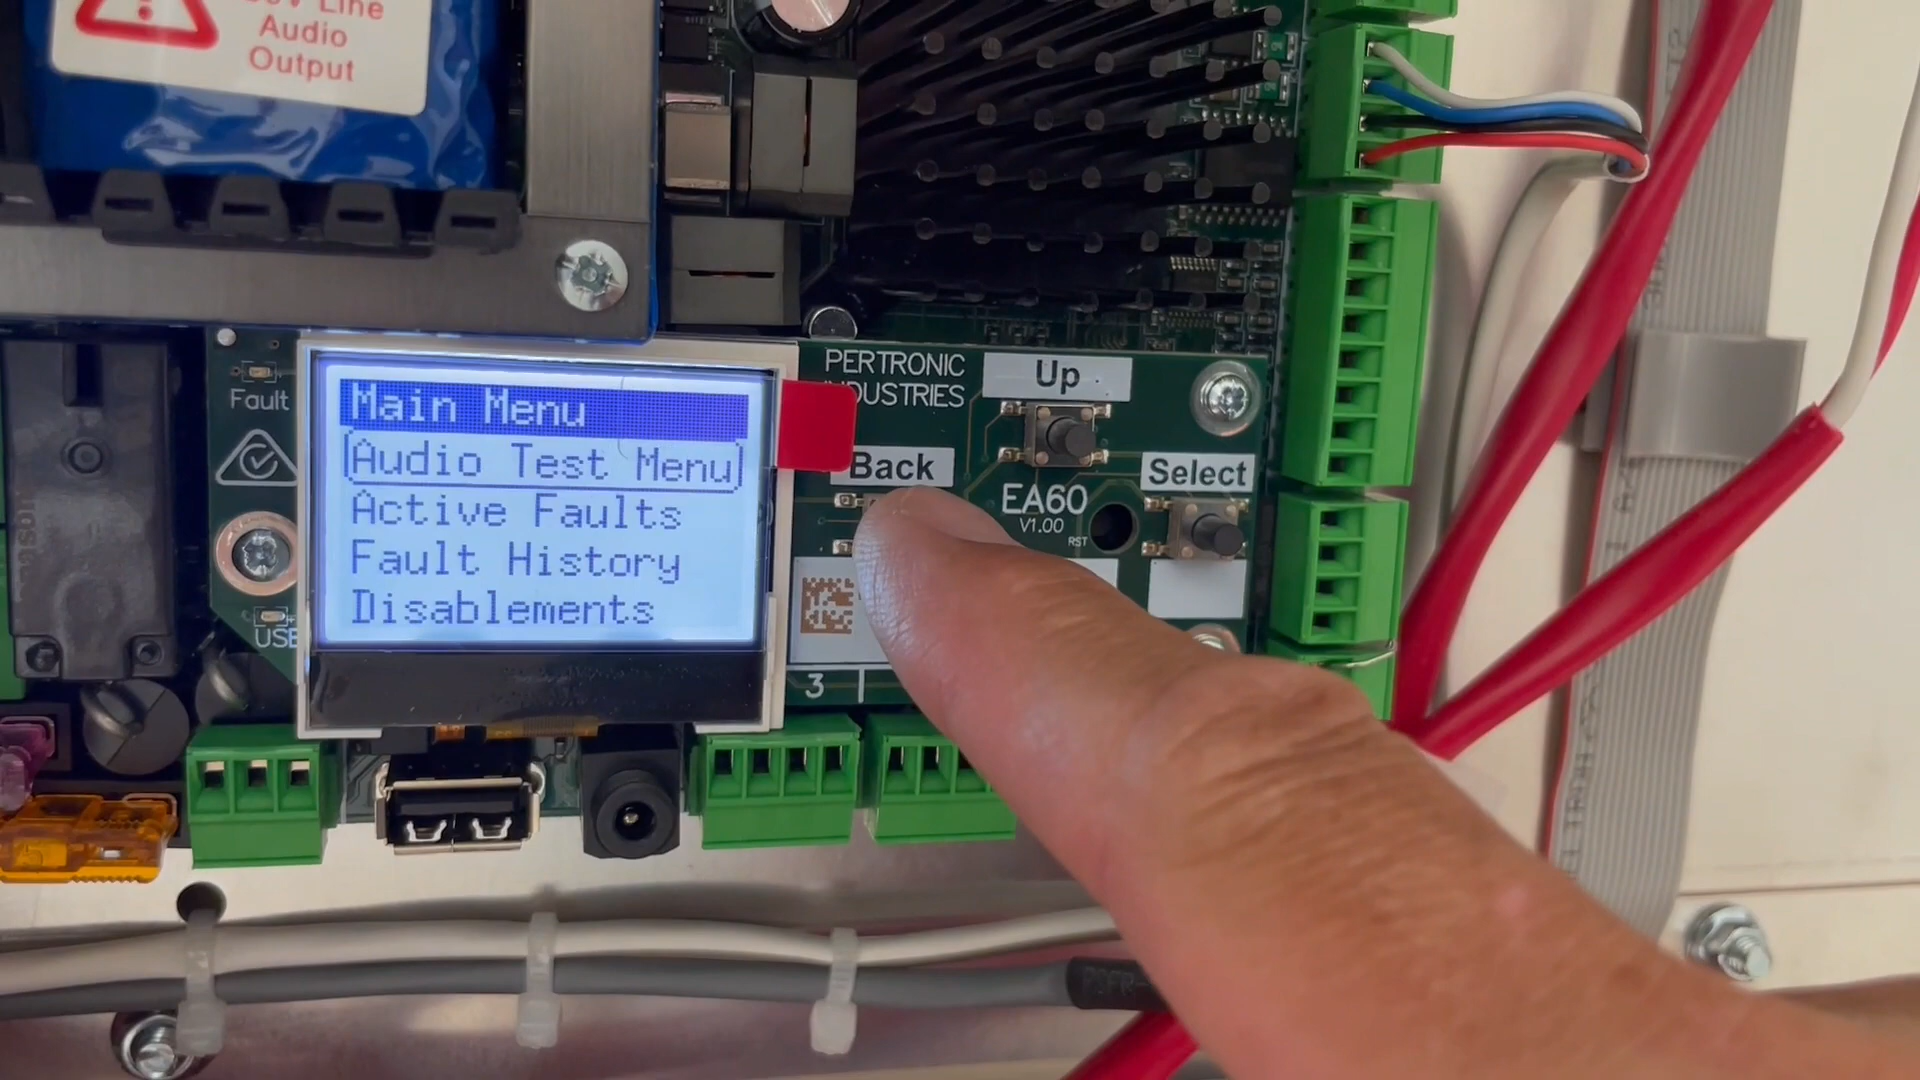 Audio
Output
PERTRONIC
INDUSTRIES
Up
Fault
Main Menu
Audio Test Menu
Active Faults
Fault History
Disablements
Back
Select
EA60
V1.00
RST
USB
3